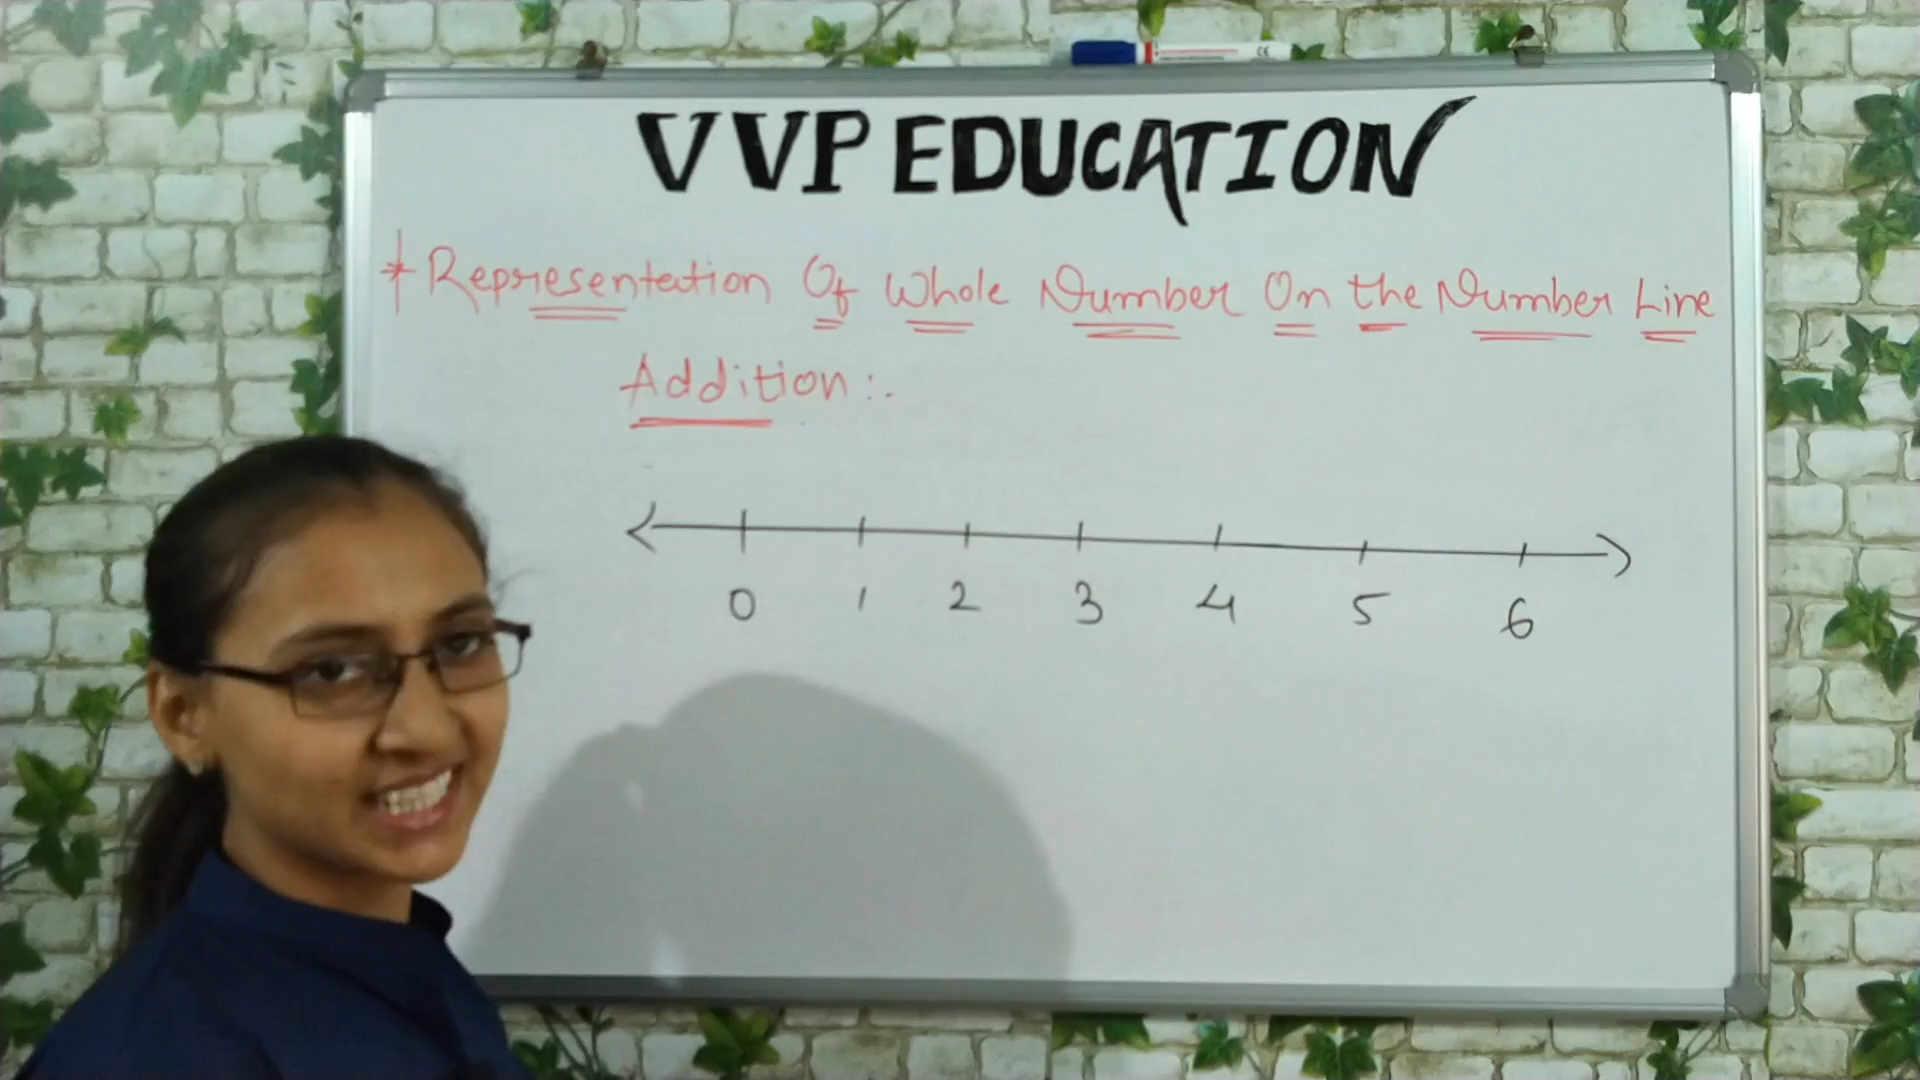 VVP EDUCATION
* Representation Of Whole Number On the Number Line
Addition :.
0 1 2 3 4 5 6